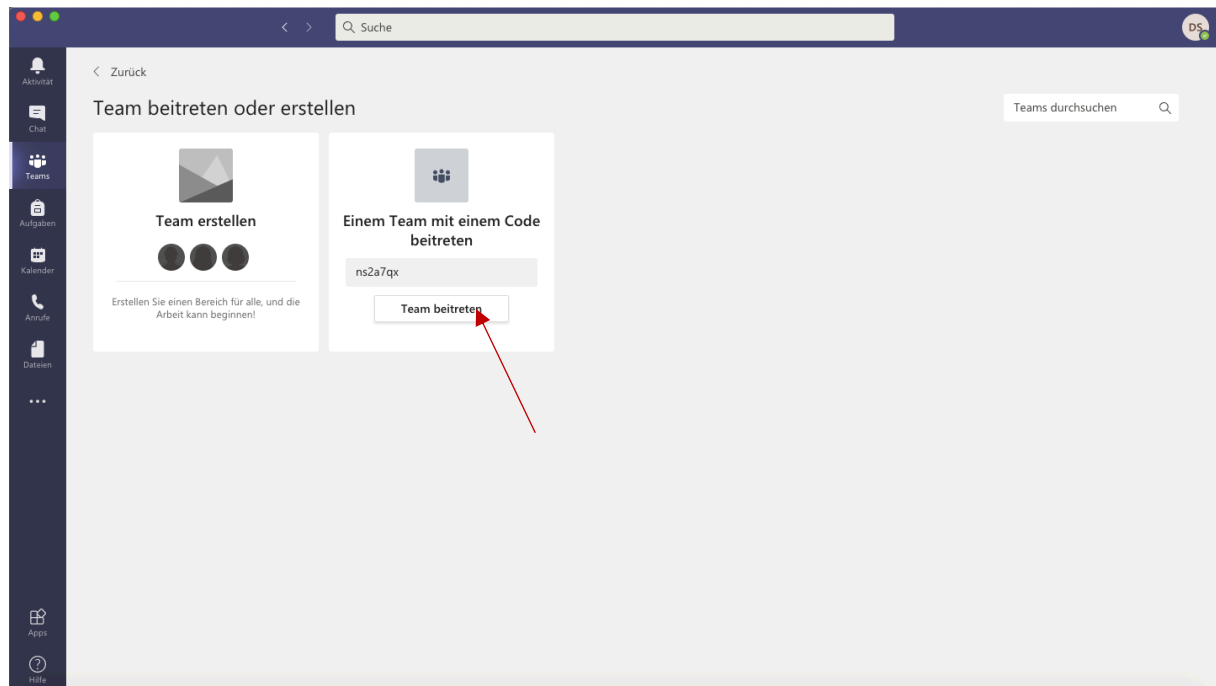 Suche
DS
Aktivität
Chat
Teams
Aufgaben
Kalender
Anrufe
Dateien
Apps
Hilfe
Zurück
Team beitreten oder erstellen
Teams durchsuchen
Team erstellen
Erstellen Sie einen Bereich für alle, und die
Arbeit kann beginnen!
Einem Team mit einem Code
beitreten
ns2a7qx
Team beitreten